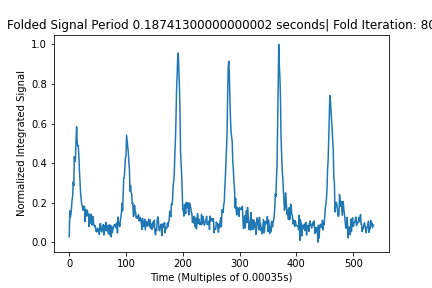 Folded Signal Period 0.18741300000000002 seconds| Fold Iteration: 80
1.0
0.8
0.6
0.4
0.2
0.0
Normalized Integrated Signal
0 100 200 300 400 500
Time (Multiples of 0.00035s)